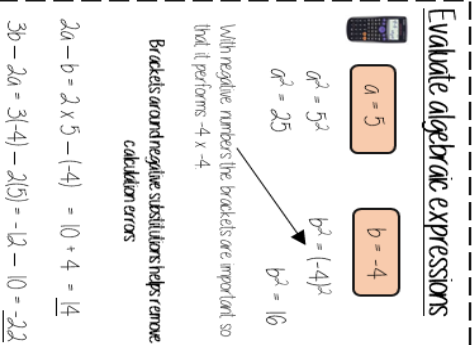 Evaluate algebraic expressions
a = 5
b = -4
a² = 5²
b² = (-4)²
a² = 25
b² = 16
With negative numbers the brackets are important so
that it performs -4 x -4.
Brackets around negative substitutions helps remove
calculation errors
2a - b = 2 x 5 - (-4) = 10 + 4 = 14
3b - 2a = 3(-4) - 2(5) = -12 - 10 = -22